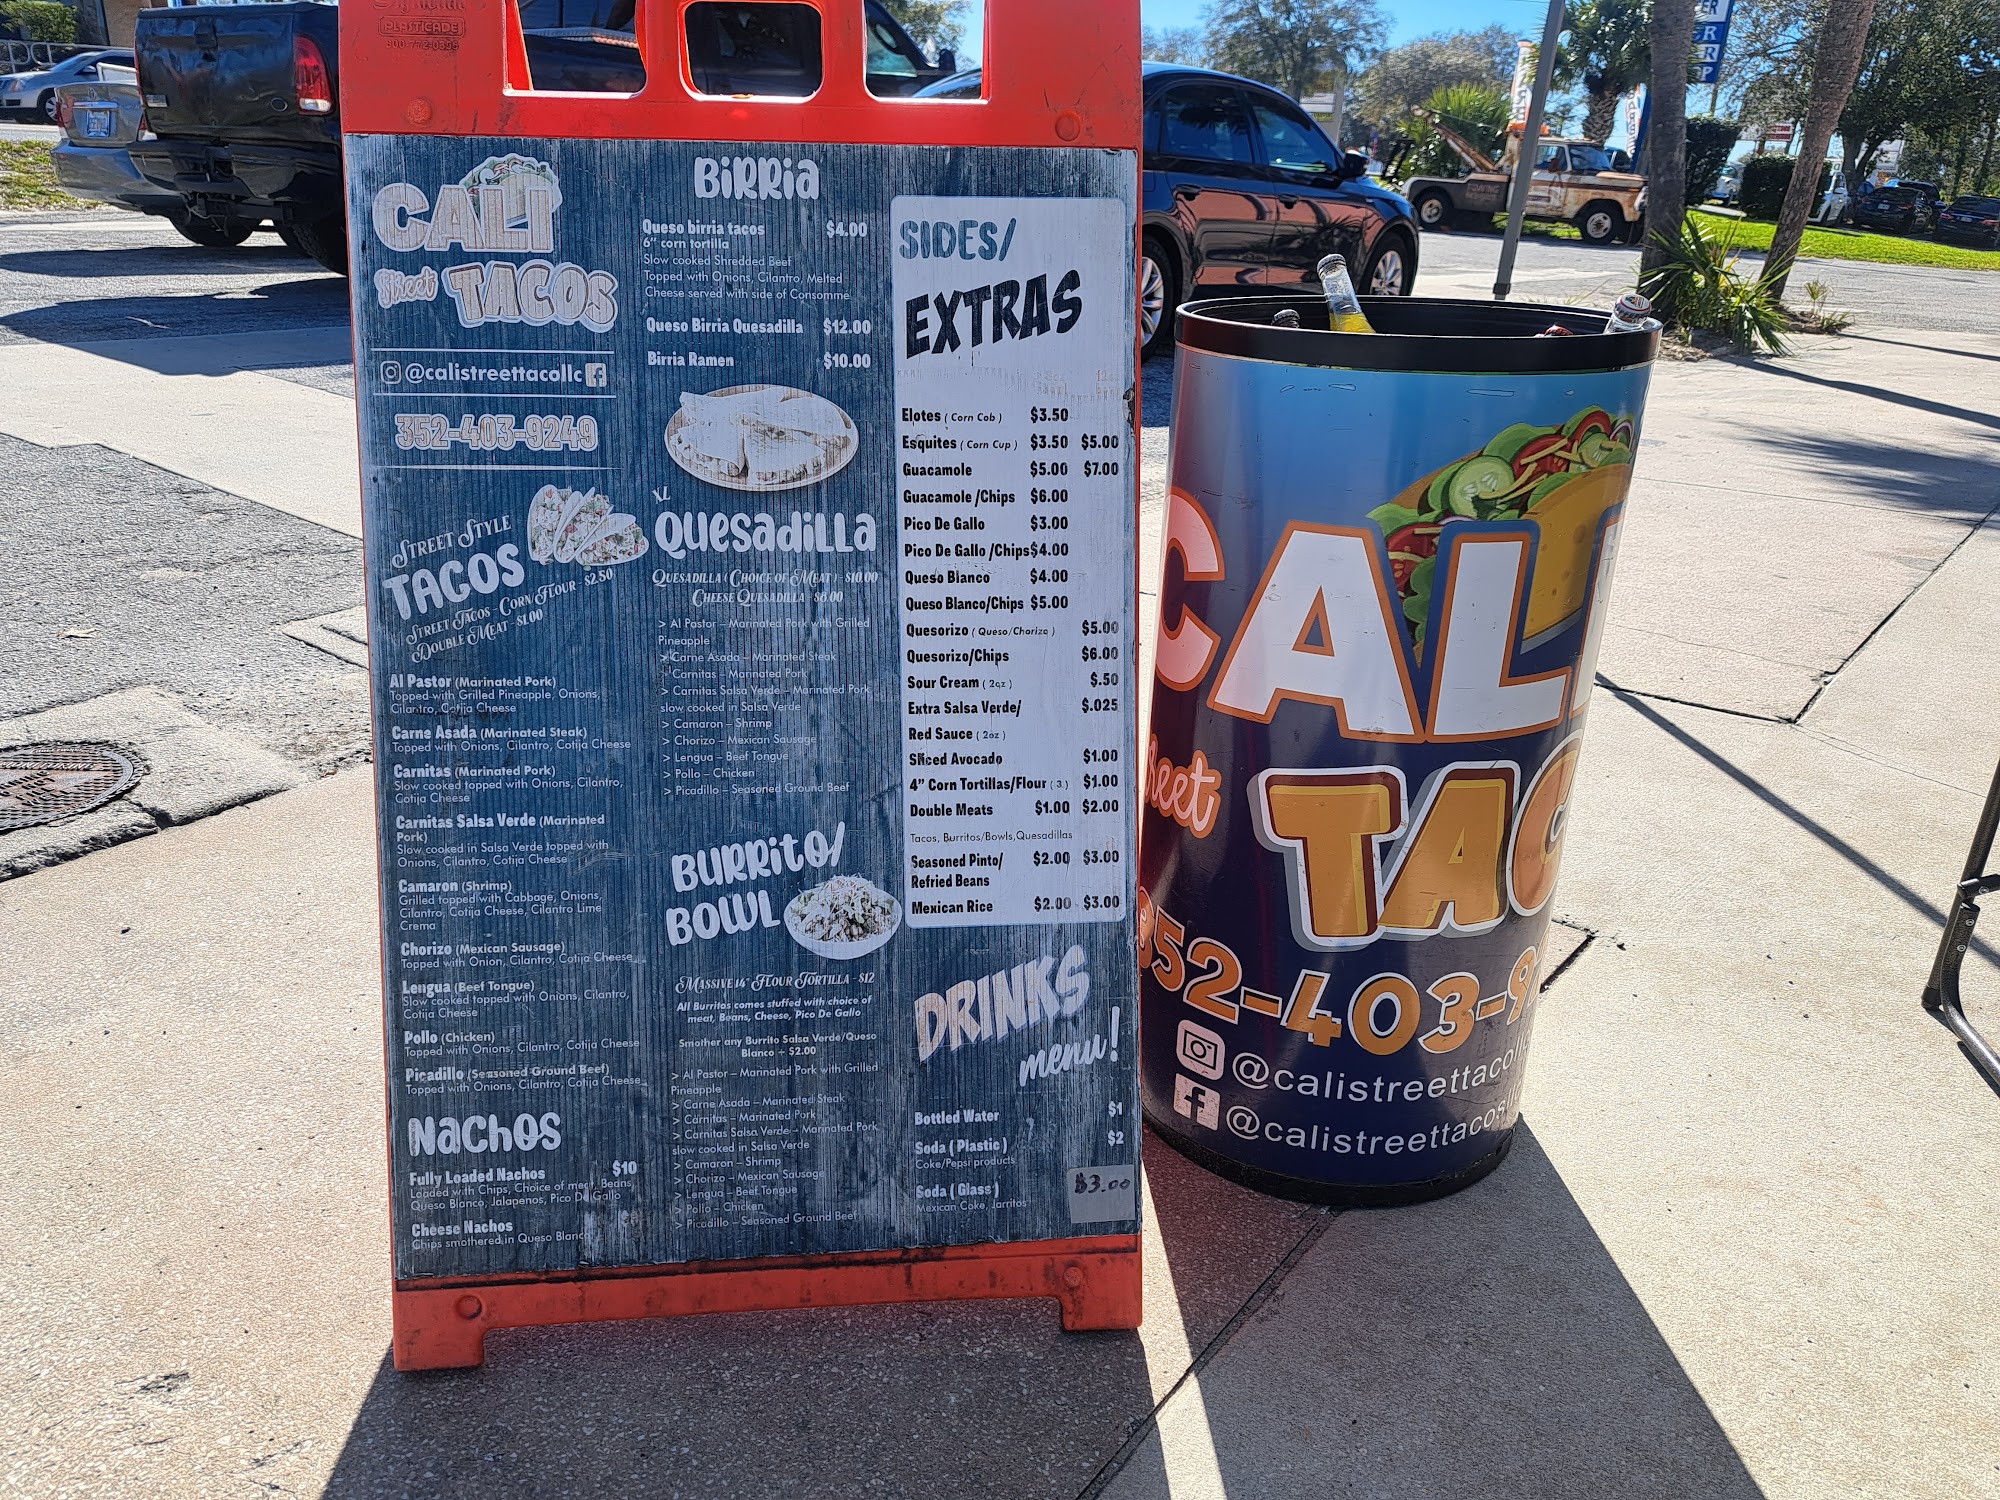 PLASTICADE
800-772-0355
CALI
Street TACOS
@calistreettacollc
352-403-9249
STREET STYLE
TACOS
STREET TACOS - CORN/FLOUR - $2.50
DOUBLE MEAT - $1.00
Al Pastor (Marinated Pork)
Topped with Grilled Pineapple, Onions,
Cilantro, Cotija Cheese
Carne Asada (Marinated Steak)
Topped with Onions, Cilantro, Cotija Cheese
Carnitas (Marinated Pork)
Slow cooked topped with Onions, Cilantro,
Cotija Cheese
Carnitas Salsa Verde (Marinated
Pork)
Slow cooked in Salsa Verde topped with
Onions, Cilantro, Cotija Cheese
Camaron (Shrimp)
Grilled topped with Cabbage, Onions,
Cilantro, Cotija Cheese, Cilantro Lime
Crema
Chorizo (Mexican Sausage)
Topped with Onion, Cilantro, Cotija Cheese
Lengua (Beef Tongue)
Slow cooked topped with Onions, Cilantro,
Cotija Cheese
Pollo (Chicken)
Topped with Onions, Cilantro, Cotija Cheese
Picadillo (Seasoned Ground Beef)
Topped with Onions, Cilantro, Cotija Cheese
Nachos
Fully Loaded Nachos $10
Loaded with Chips, Choice of meat, Beans,
Queso Blanco, Jalapenos, Pico De Gallo
Cheese Nachos
Chips smothered in Queso Blanco
BiRRia
Queso birria tacos $4.00
6" corn tortilla
Slow cooked Shredded Beef
Topped with Onions, Cilantro, Melted
Cheese served with side of Consomme
Queso Birria Quesadilla $12.00
Birria Ramen $10.00
XL
QuesadiLLa
QUESADILLA (CHOICE OF MEAT) - $10.00
CHEESE QUESADILLA - $8.00
> Al Pastor – Marinated Pork with Grilled
Pineapple
> Carne Asada – Marinated Steak
> Carnitas – Marinated Pork
> Carnitas Salsa Verde – Marinated Pork
slow cooked in Salsa Verde
> Camaron – Shrimp
> Chorizo – Mexican Sausage
> Lengua – Beef Tongue
> Pollo – Chicken
> Picadillo – Seasoned Ground Beef
BURRito/
BOWL
MASSIVE 14" FLOUR TORTILLA - $12
All Burritos comes stuffed with choice of
meat, Beans, Cheese, Pico De Gallo
Smother any Burrito Salsa Verde/Queso
Blanco + $2.00
> Al Pastor – Marinated Pork with Grilled
Pineapple
> Carne Asada – Marinated Steak
> Carnitas – Marinated Pork
> Carnitas Salsa Verde – Marinated Pork
slow cooked in Salsa Verde
> Camaron – Shrimp
> Chorizo – Mexican Sausage
> Lengua – Beef Tongue
> Pollo – Chicken
> Picadillo – Seasoned Ground Beef
SIDES/
EXTRAS
Elotes ( Corn Cob ) $3.50
Esquites ( Corn Cup ) $3.50 $5.00
Guacamole $5.00 $7.00
Guacamole /Chips $6.00
Pico De Gallo $3.00
Pico De Gallo /Chips $4.00
Queso Blanco $4.00
Queso Blanco/Chips $5.00
Quesorizo ( Queso/Chorizo ) $5.00
Quesorizo/Chips $6.00
Sour Cream ( 2oz ) $.50
Extra Salsa Verde/ $.025
Red Sauce ( 2oz )
Sliced Avocado $1.00
4" Corn Tortillas/Flour ( 3 ) $1.00
Double Meats $1.00 $2.00
Tacos, Burritos/Bowls,Quesadillas
Seasoned Pinto/ $2.00 $3.00
Refried Beans
Mexican Rice $2.00 $3.00
DRINKS
menu!
Bottled Water $1
Soda ( Plastic ) $2
Coke/Pepsi products
Soda ( Glass ) $3.00
Mexican Coke, Jarritos
CALI
Street
TAC
352-403-9
@calistreettacoll
@calistreettacosll
TOWING